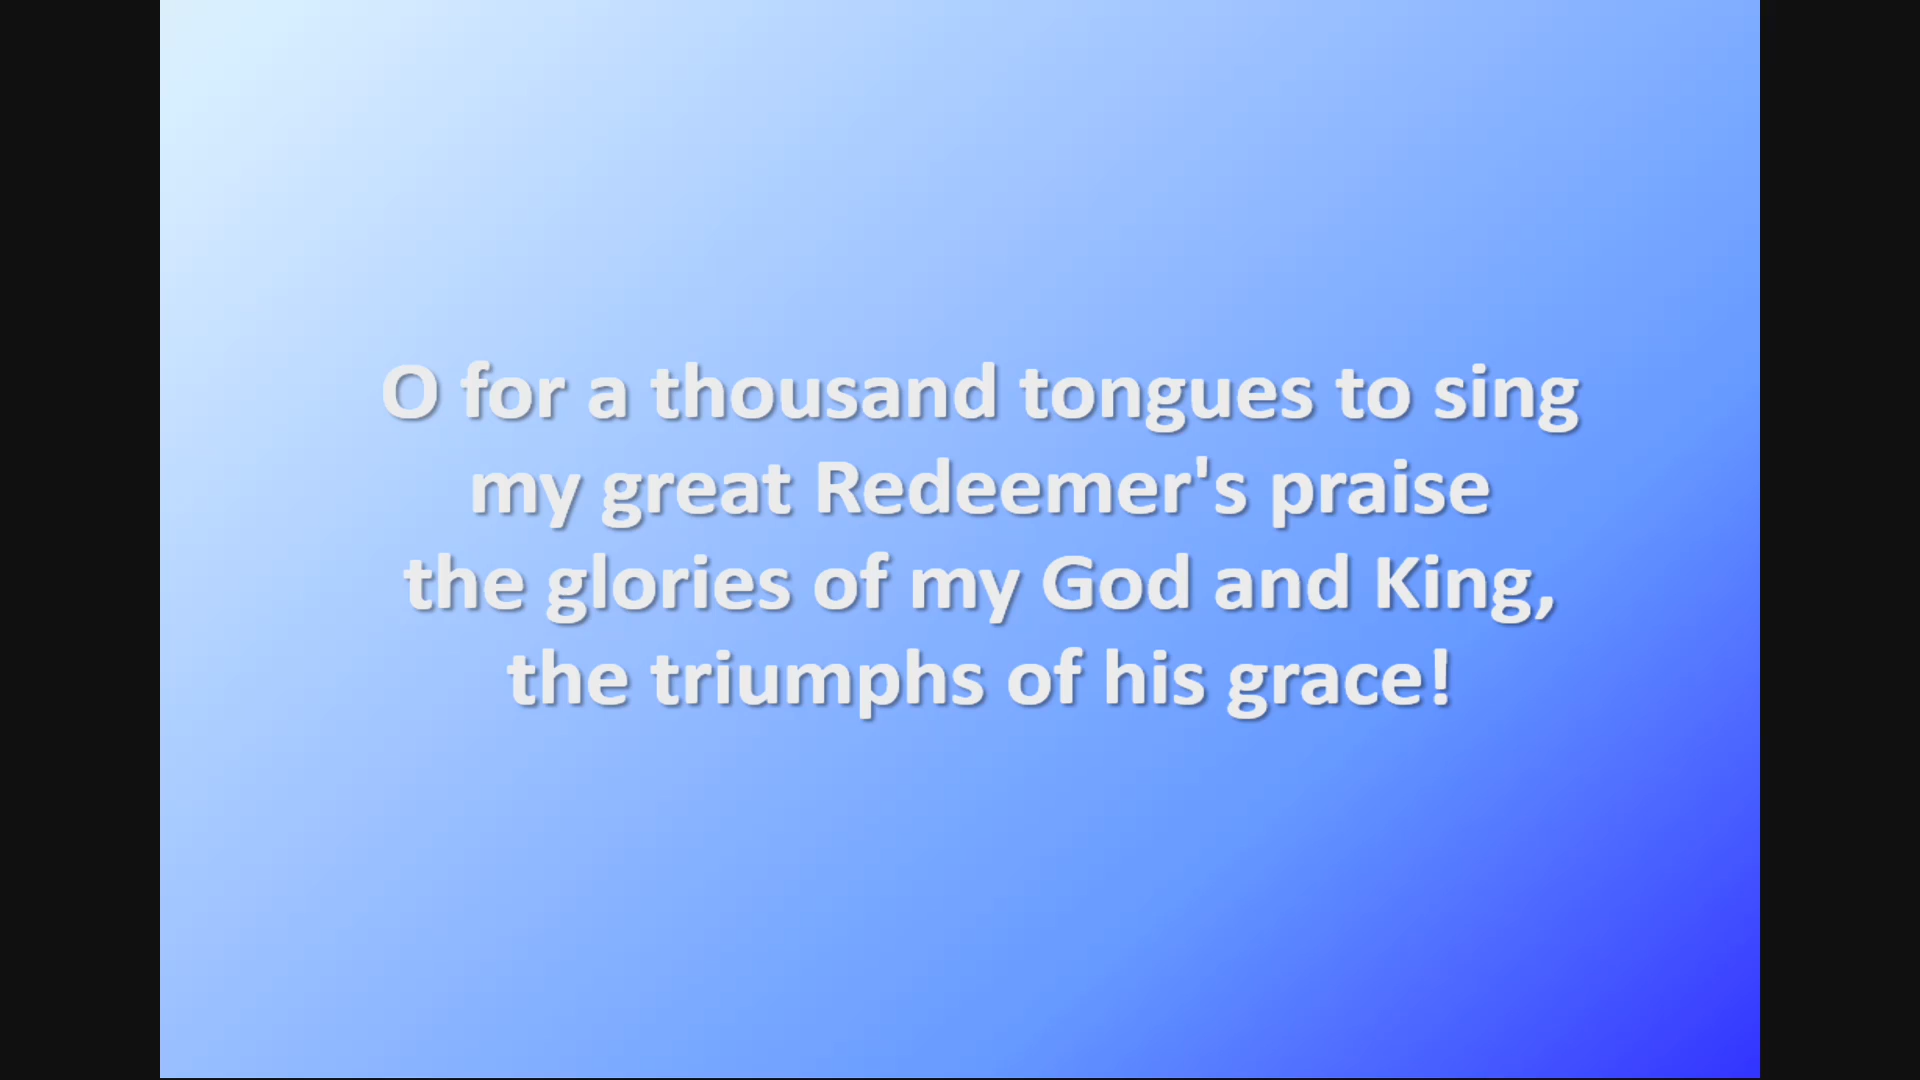 O for a thousand tongues to sing
my great Redeemer's praise
the glories of my God and King,
the triumphs of his grace!